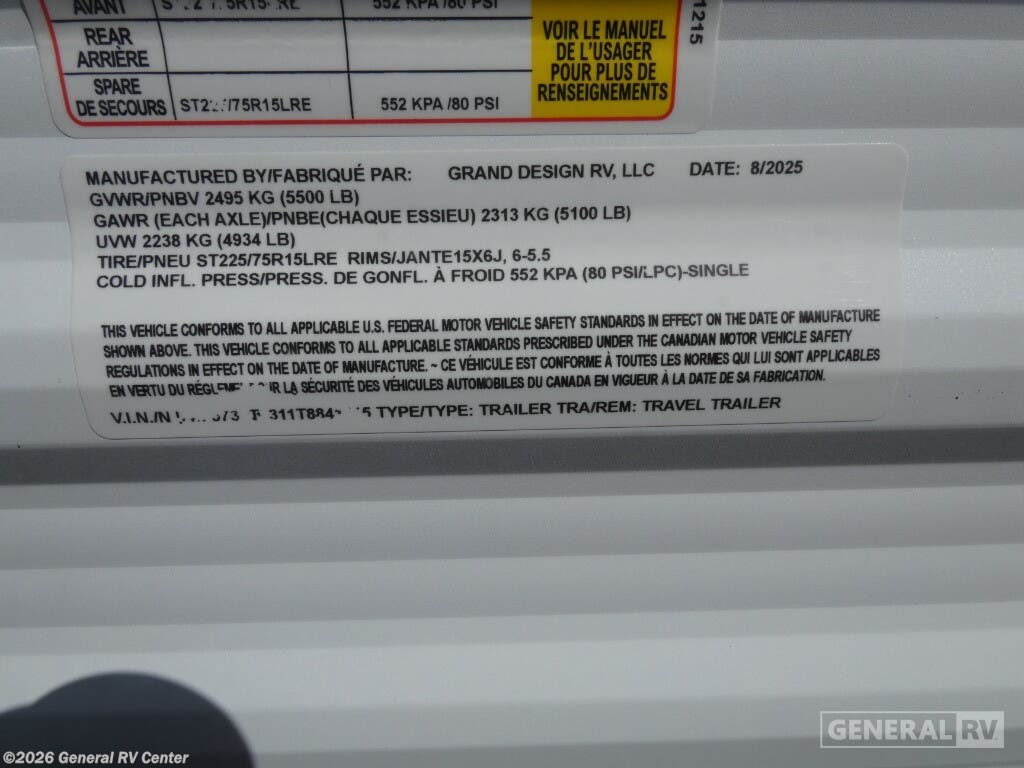 AVANT
552 KPA /80 PSI
REAR
ARRIÈRE
SPARE
DE SECOURS
/75R15LRE
552 KPA /80 PSI
VOIR LE MANUEL
DE L'USAGER
POUR PLUS DE
RENSEIGNEMENTS
1215
MANUFACTURED BY/FABRIQUÉ PAR: GRAND DESIGN RV, LLC DATE: 8/2025
GVWR/PNBV 2495 KG (5500 LB)
GAWR (EACH AXLE)/PNBE(CHAQUE ESSIEU) 2313 KG (5100 LB)
UVW 2238 KG (4934 LB)
TIRE/PNEU ST225/75R15LRE RIMS/JANTE15X6J, 6-5.5
COLD INFL. PRESS/PRESS. DE GONFL. À FROID 552 KPA (80 PSI/LPC)-SINGLE
THIS VEHICLE CONFORMS TO ALL APPLICABLE U.S. FEDERAL MOTOR VEHICLE SAFETY STANDARDS IN EFFECT ON THE DATE OF MANUFACTURE
SHOWN ABOVE. THIS VEHICLE CONFORMS TO ALL APPLICABLE STANDARDS PRESCRIBED UNDER THE CANADIAN MOTOR VEHICLE SAFETY
REGULATIONS IN EFFECT ON THE DATE OF MANUFACTURE. ~ CE VÉHICULE EST CONFORME À TOUTES LES NORMES QUI LUI SONT APPLICABLES
EN VERTU DU LA SÉCURITÉ DES VÉHICULES AUTOMOBILES DU CANADA EN VIGUEUR À LA DATE DE SA FABRICATION.
V.I.N./N TYPE/TYPE: TRAILER TRA/REM: TRAVEL TRAILER
GENERAL RV
©2026 General RV Center